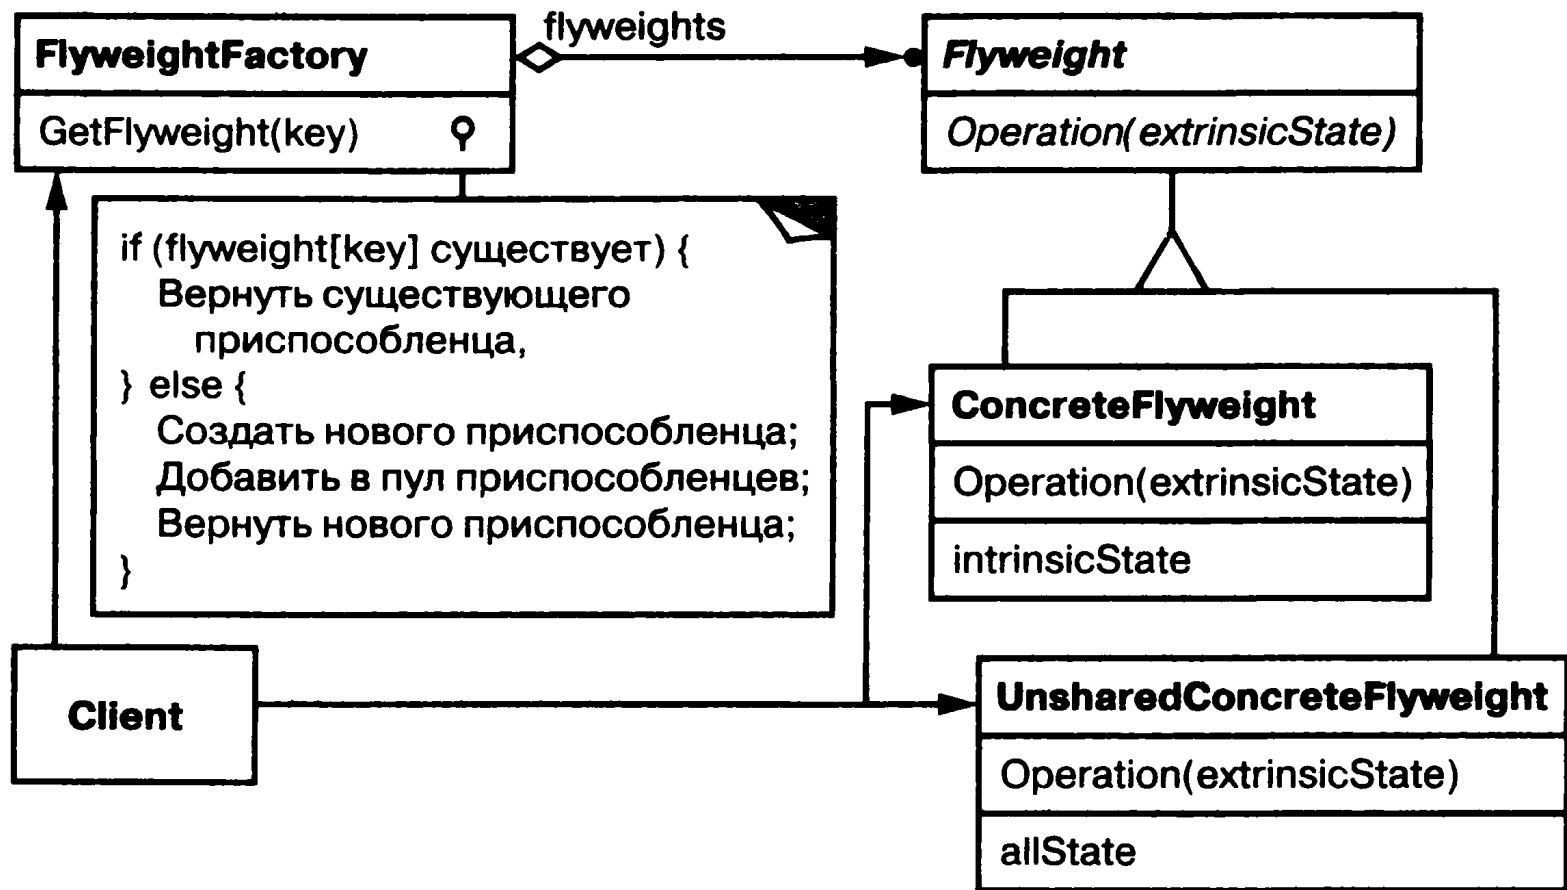 flyweights
FlyweightFactory
GetFlyweight(key)
Flyweight
Operation(extrinsicState)
if (flyweight[key] существует) {
Вернуть существующего
приспособленца,
} else {
Создать нового приспособленца;
Добавить в пул приспособленцев;
Вернуть нового приспособленца;
}
ConcreteFlyweight
Operation(extrinsicState)
intrinsicState
Client
UnsharedConcreteFlyweight
Operation(extrinsicState)
allState